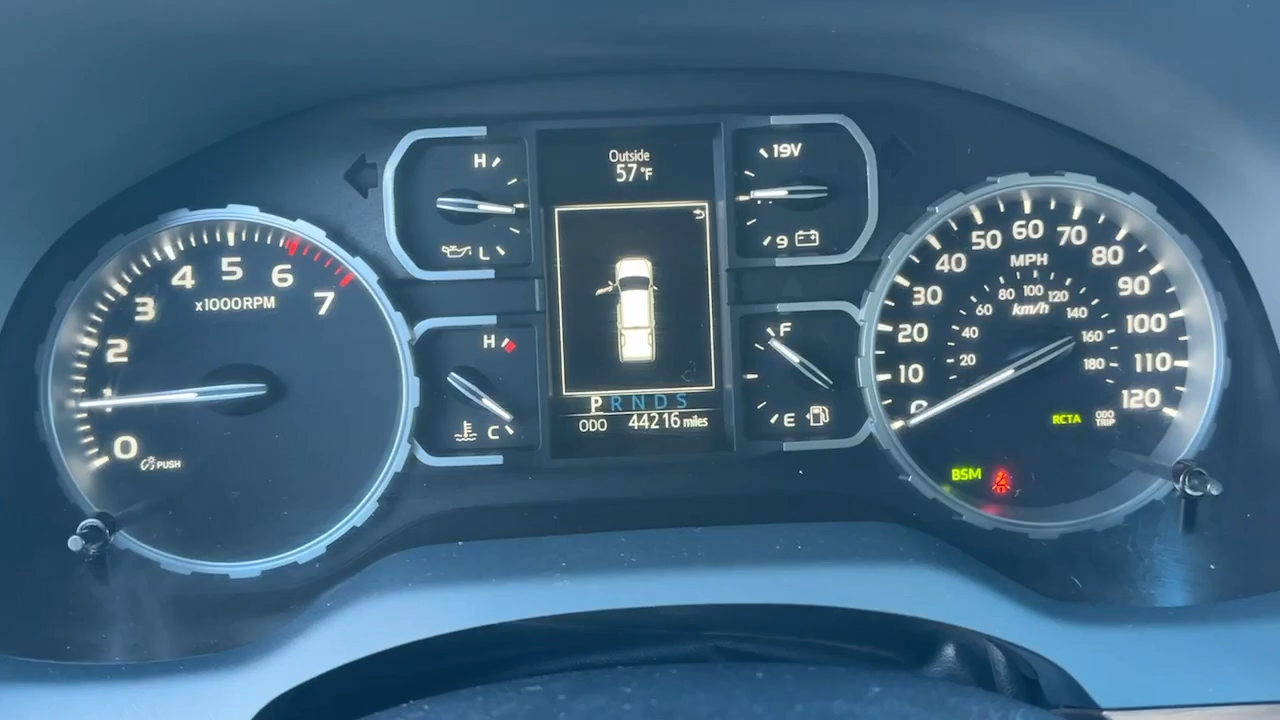 H
L
Outside
57°F
19V
9
0
1
2
3
4
5
6
7
x1000RPM
PUSH
H
C
P R N D S
ODO 44216 miles
F
E
0
10
20
30
40
50
60
70
80
90
100
110
120
MPH
20
40
60
80
100
120
140
160
180
km/h
RCTA
ODO
TRIP
BSM